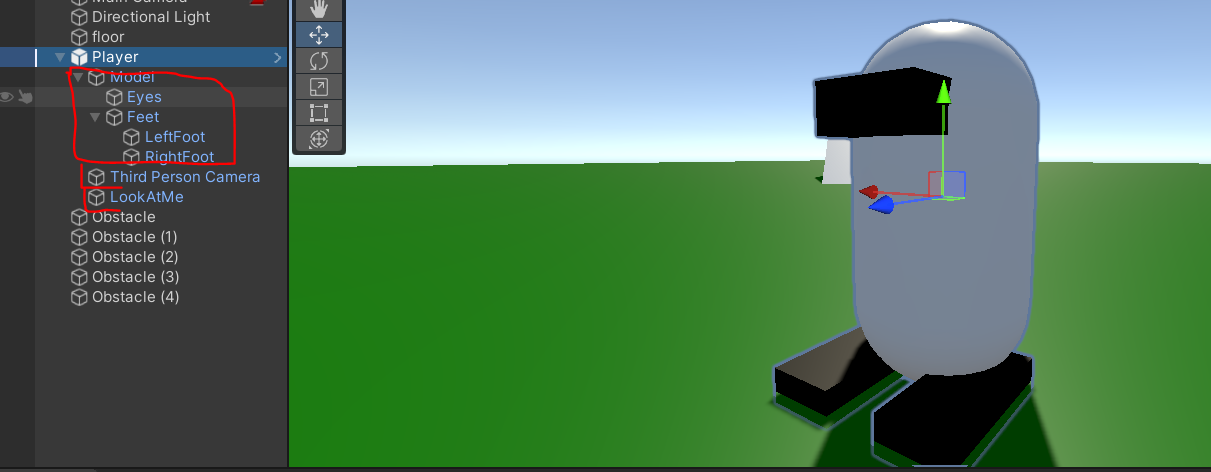 Main Camera
Directional Light
floor
Player
Model
Eyes
Feet
LeftFoot
RightFoot
Third Person Camera
LookAtMe
Obstacle
Obstacle (1)
Obstacle (2)
Obstacle (3)
Obstacle (4)